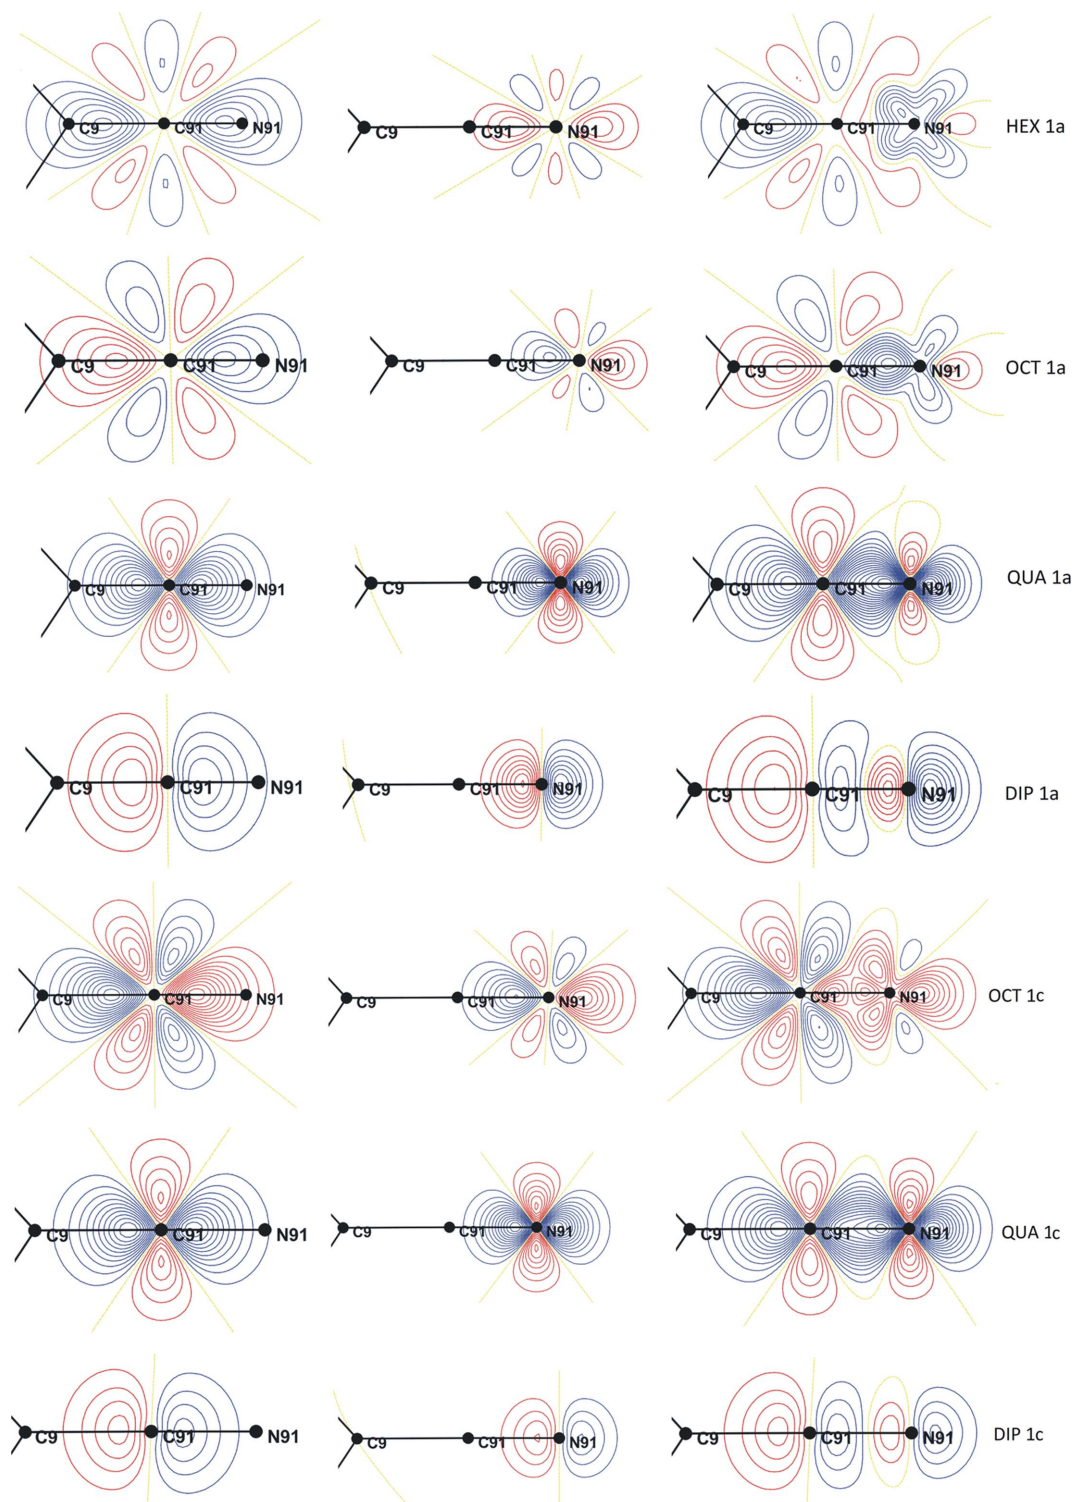 C9 C91 N91 C9 C91 N91 C9 C91 N91 HEX 1a
C9 C91 N91 C9 C91 N91 C9 C91 N91 OCT 1a
C9 C91 N91 C9 C91 N91 C9 C91 N91 QUA 1a
C9 C91 N91 C9 C91 N91 C9 C91 N91 DIP 1a
C9 C91 N91 C9 C91 N91 C9 C91 N91 OCT 1c
C9 C91 N91 C9 C91 N91 C9 C91 N91 QUA 1c
C9 C91 N91 C9 C91 N91 C9 C91 N91 DIP 1c